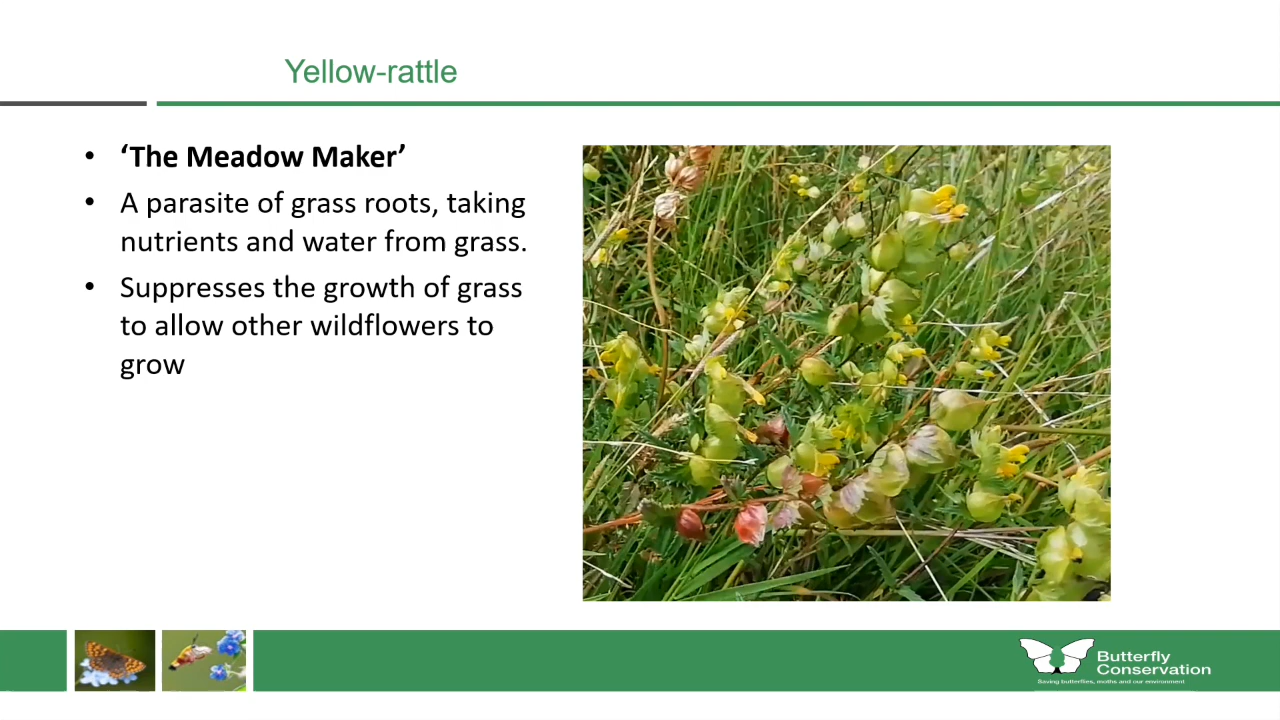 Yellow-rattle
• ‘The Meadow Maker’
• A parasite of grass roots, taking
nutrients and water from grass.
• Suppresses the growth of grass
to allow other wildflowers to
grow
Butterfly
Conservation
Saving butterflies, moths and our environment